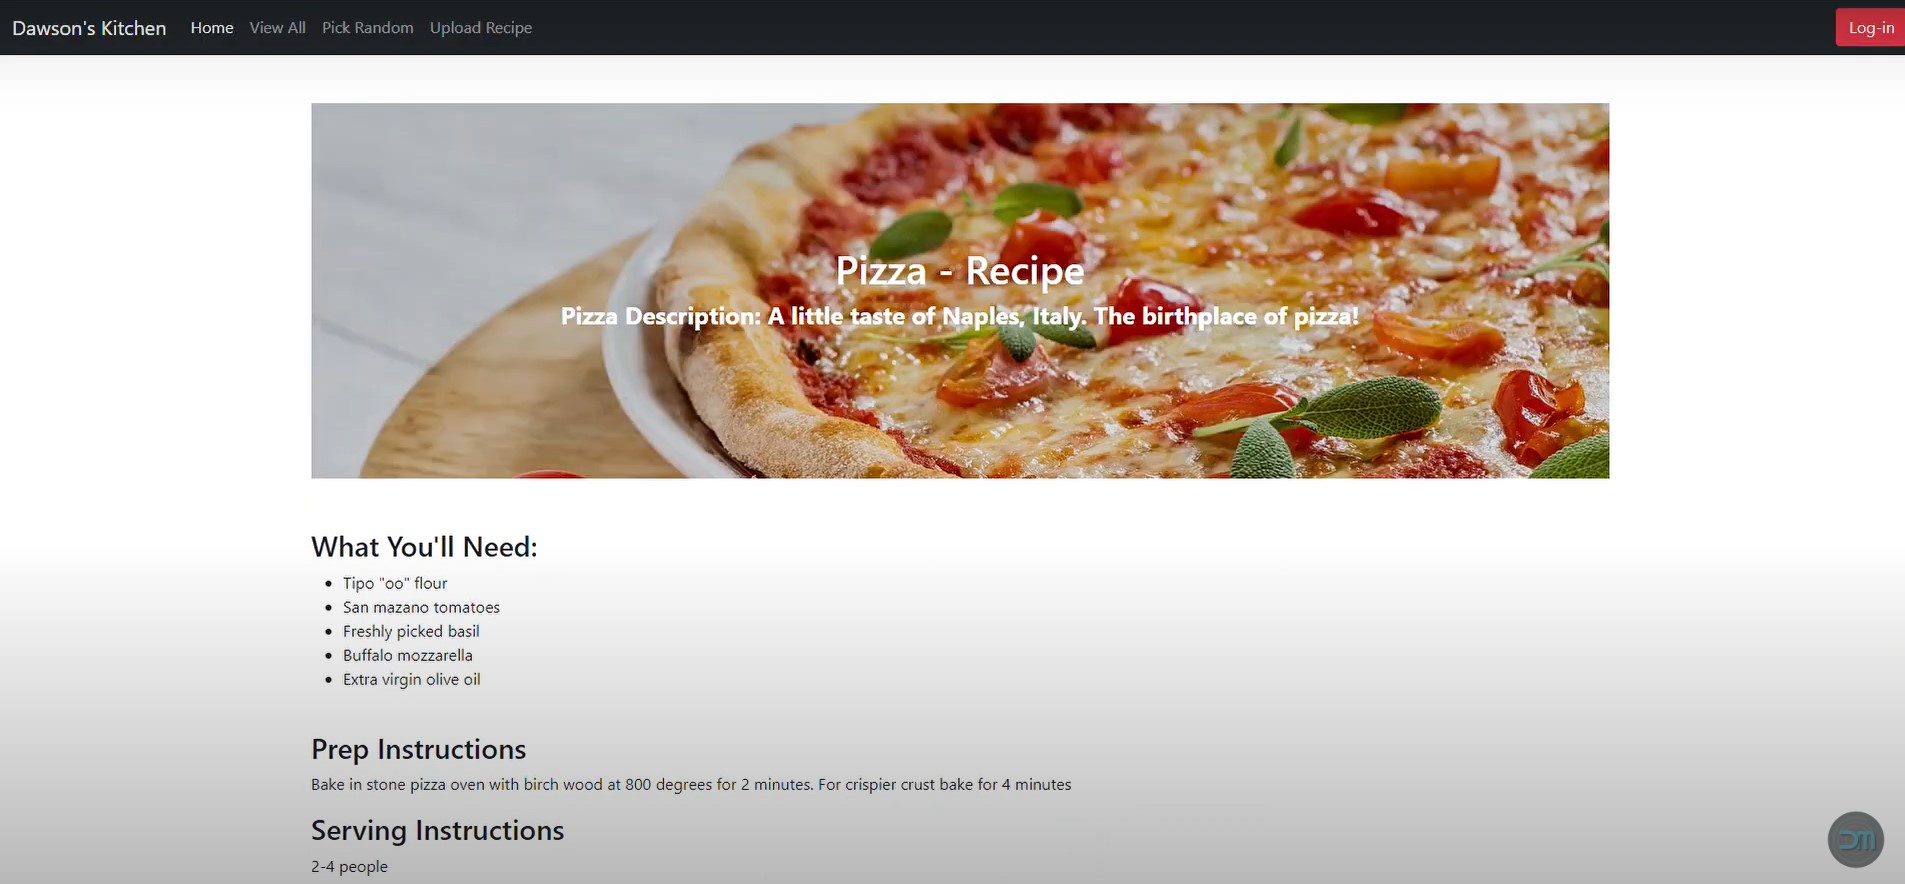 Dawson's Kitchen Home View All Pick Random Upload Recipe Log-in
Pizza - Recipe
Pizza Description: A little taste of Naples, Italy. The birthplace of pizza!
What You'll Need:
Tipo "oo" flour
San mazano tomatoes
Freshly picked basil
Buffalo mozzarella
Extra virgin olive oil
Prep Instructions
Bake in stone pizza oven with birch wood at 800 degrees for 2 minutes. For crispier crust bake for 4 minutes
Serving Instructions
2-4 people
DM